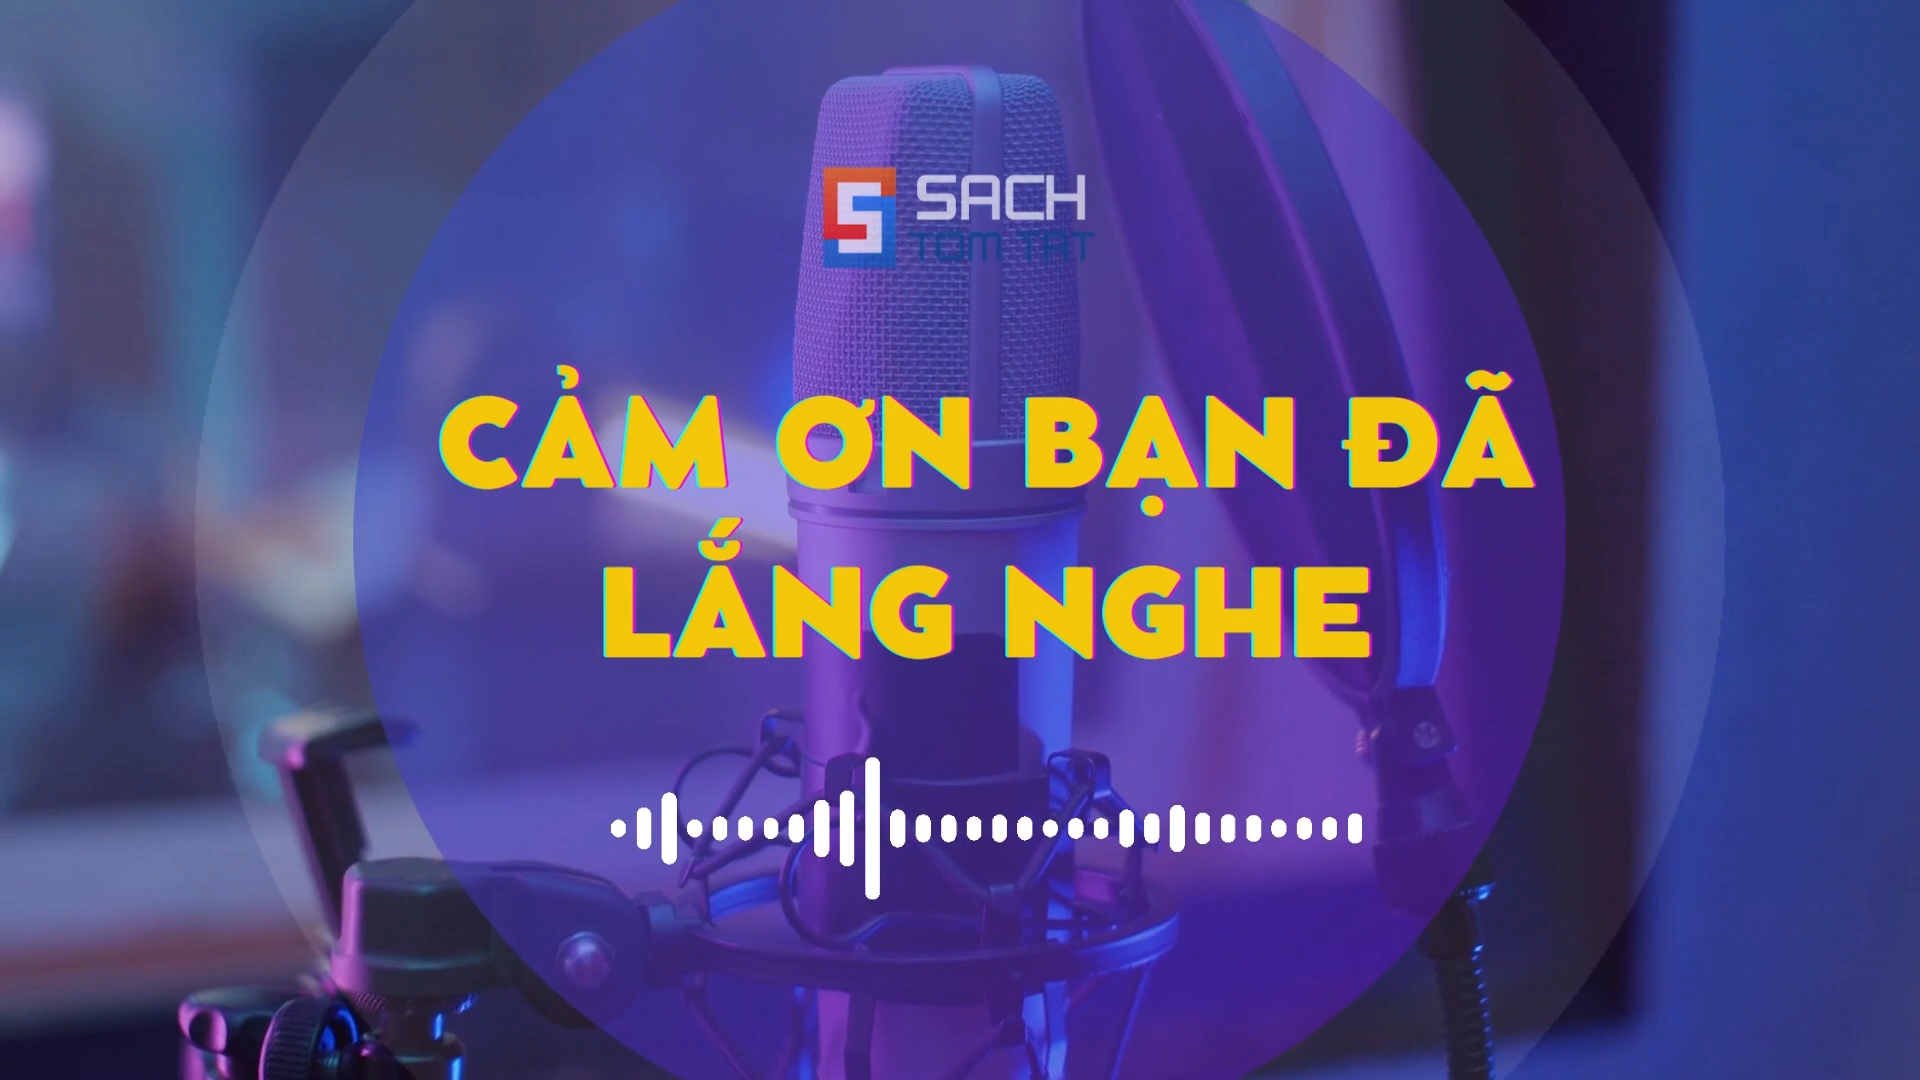 SACH
TOM TAT
CẢM ƠN BẠN ĐÃ
LẮNG NGHE